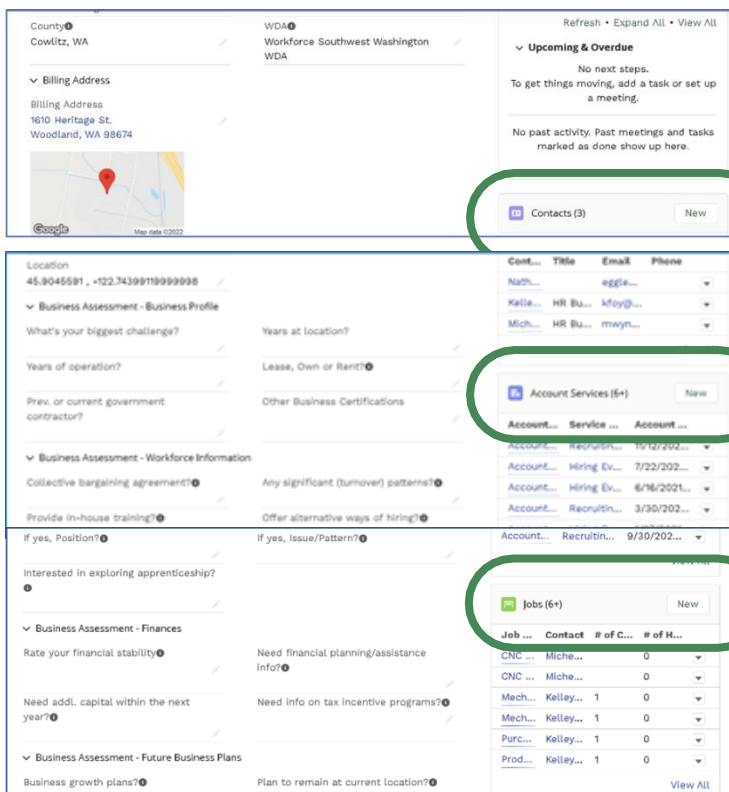 County
WDA
Cowlitz, WA
Workforce Southwest Washington
WDA
Billing Address
Billing Address
1610 Heritage St.
Woodland, WA 98674
Google
Map data ©2022
Refresh • Expand All • View All
Upcoming & Overdue
No next steps.
To get things moving, add a task or set up
a meeting.
No past activity. Past meetings and tasks
marked as done show up here.
Contacts (3)
New
Location
45.9045591 , -122.74399119999998
Business Assessment - Business Profile
What's your biggest challenge?
Years at location?
Years of operation?
Lease, Own or Rent?
Prev. or current government
contractor?
Other Business Certifications
Business Assessment - Workforce Information
Collective bargaining agreement?
Any significant (turnover) patterns?
Provide in-house training?
Offer alternative ways of hiring?
Cont... Title Email Phone
Nath... eggle...
Kelle... HR Bu... kfoy@...
Mich... HR Bu... mwyn...
Account Services (6+)
New
Account... Service ... Account ...
Account... Recruitin... 11/12/202...
Account... Hiring Ev... 7/22/202...
Account... Hiring Ev... 6/16/2021...
Account... Recruitin... 3/30/202...
If yes, Position?
If yes, Issue/Pattern?
Interested in exploring apprenticeship?
Business Assessment - Finances
Rate your financial stability
Need financial planning/assistance
info?
Need addl. capital within the next
year?
Need info on tax incentive programs?
Business Assessment - Future Business Plans
Business growth plans?
Plan to remain at current location?
Account... Recruitin... 9/30/202...
View All
Jobs (6+)
New
Job ... Contact # of C... # of H...
CNC ... Miche... 0
CNC ... Miche... 0
Mech... Kelley... 1 0
Mech... Kelley... 1 0
Purc... Kelley... 1 0
Prod... Kelley... 1 0
View All